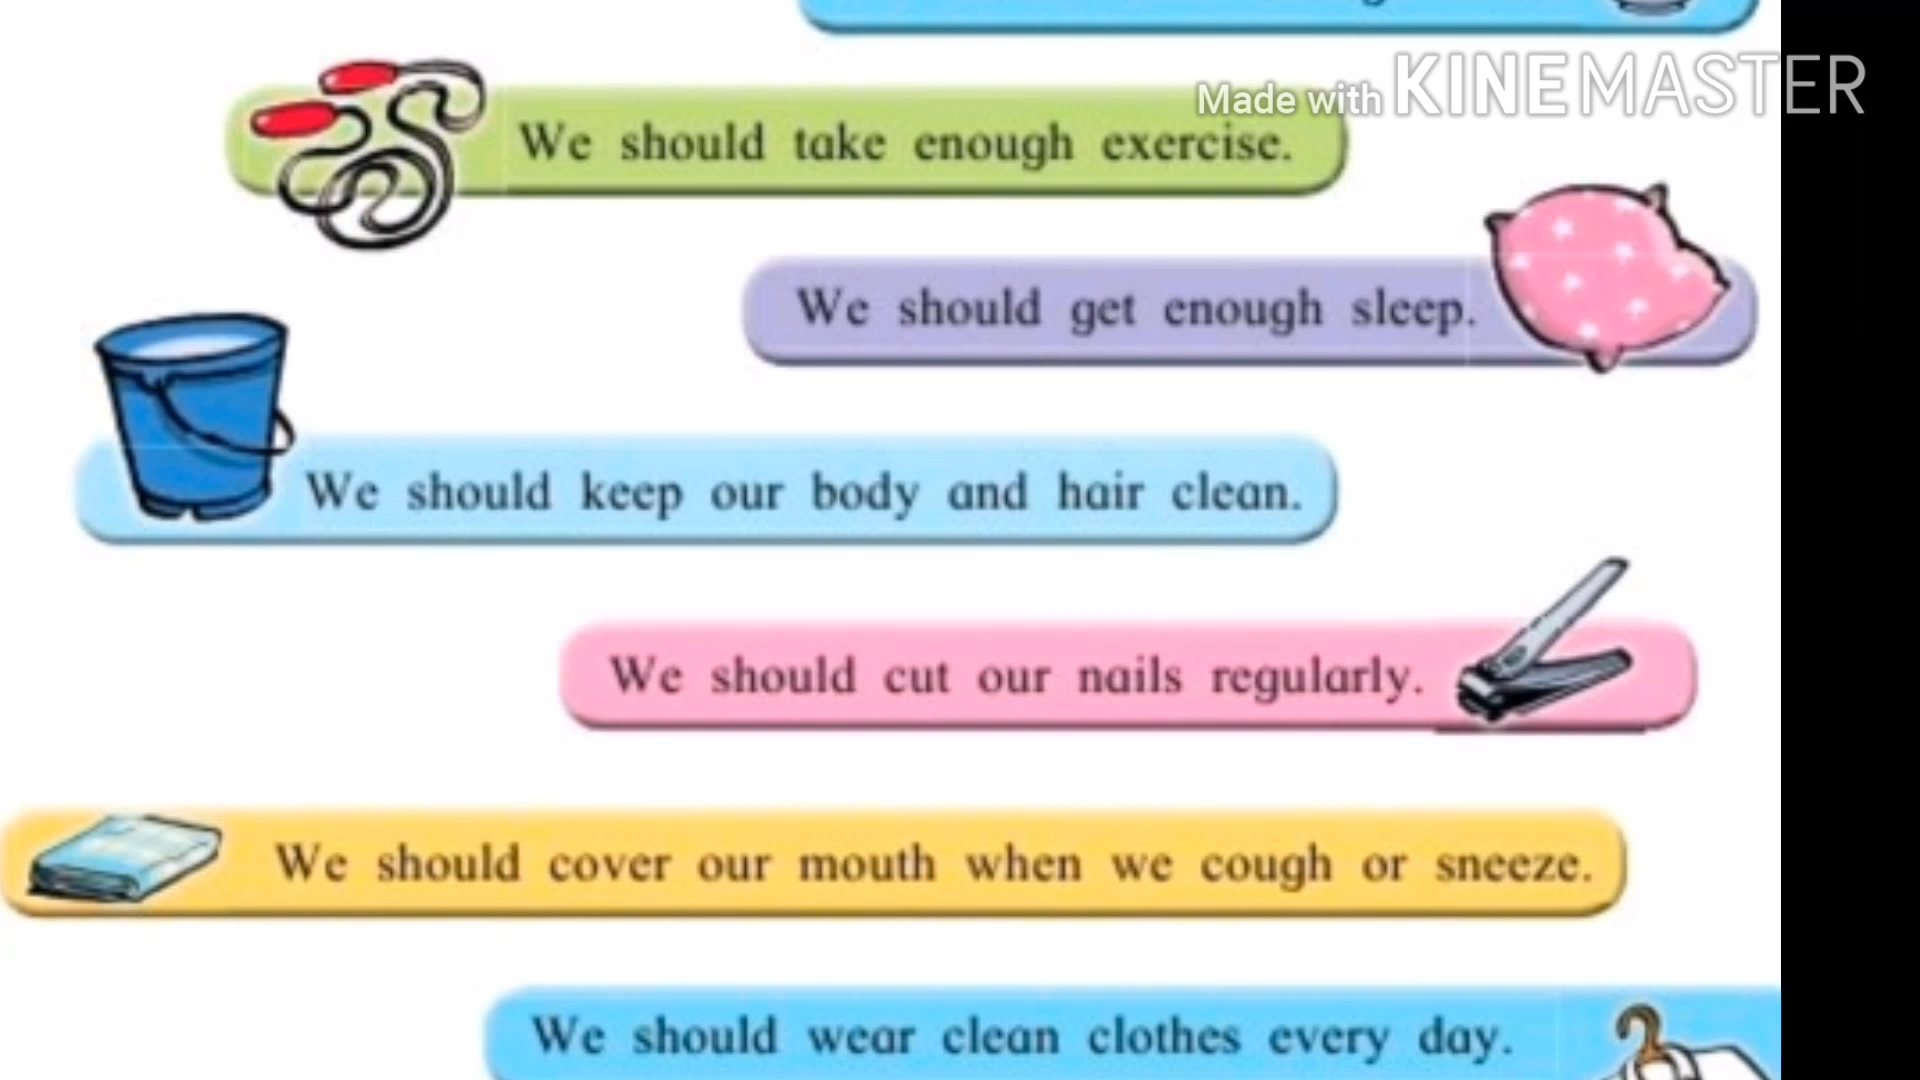 Made with KINEMASTER
We should take enough exercise.
We should get enough sleep.
We should keep our body and hair clean.
We should cut our nails regularly.
We should cover our mouth when we cough or sneeze.
We should wear clean clothes every day.